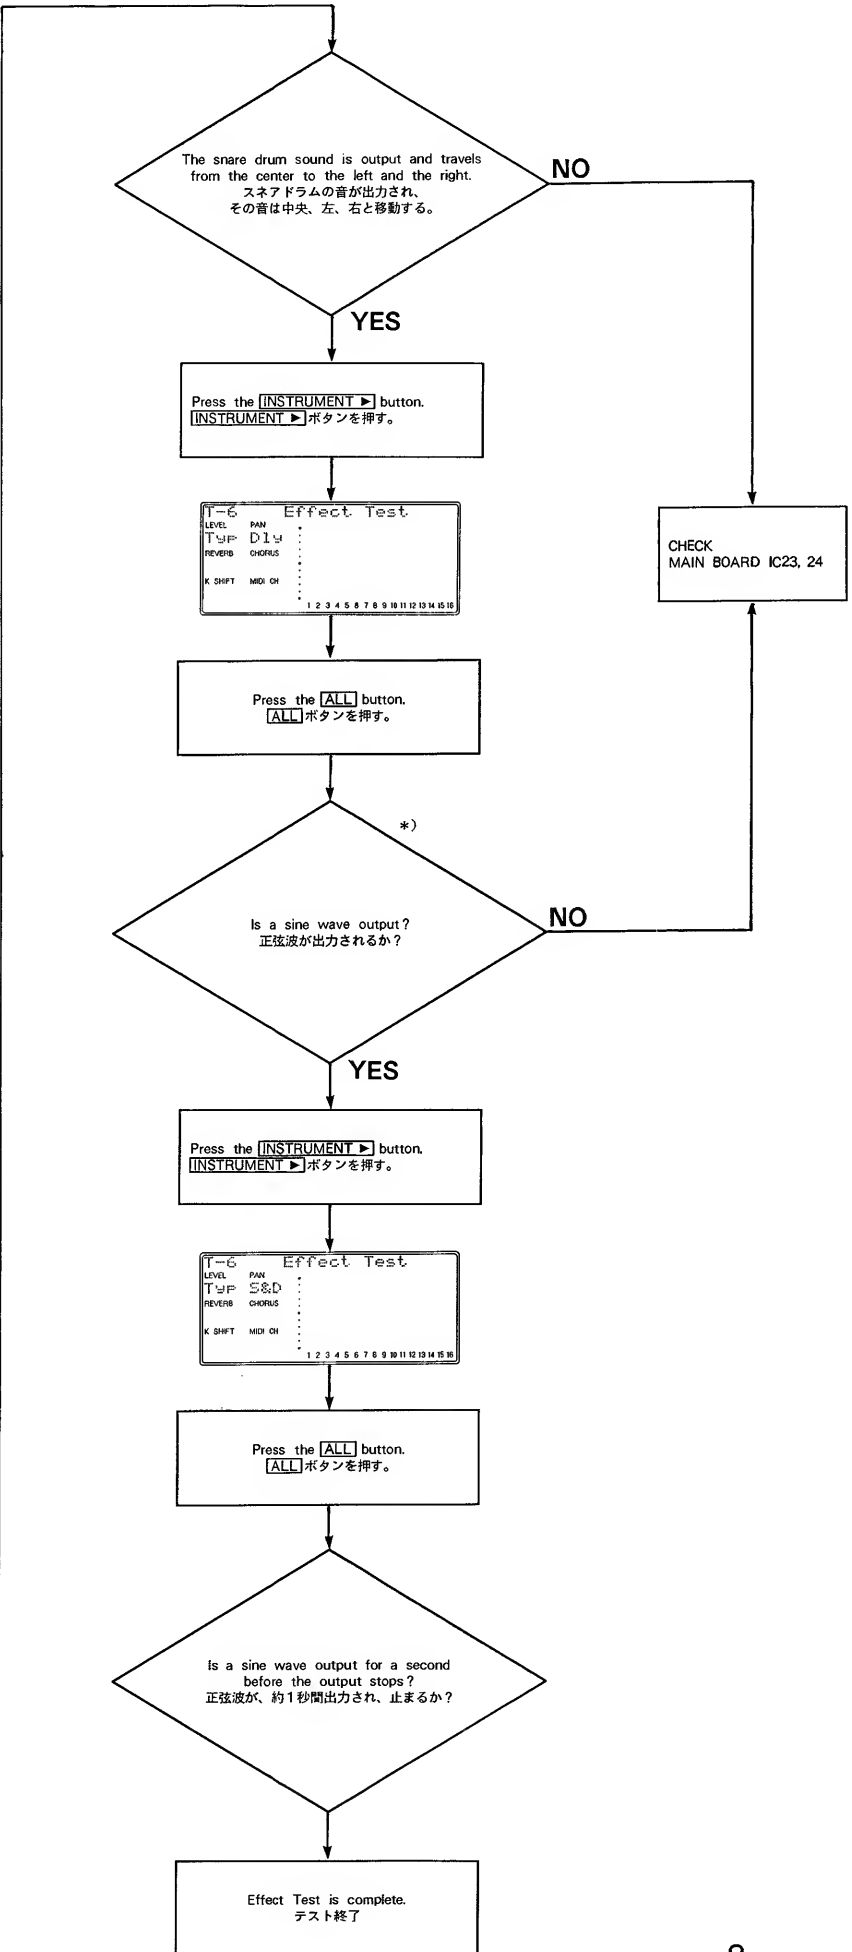 The snare drum sound is output and travels
from the center to the left and the right.
スネアドラムの音が出力され、
その音は中央、左、右と移動する。
NO
YES
Press the INSTRUMENT ▶ button.
INSTRUMENT ▶ ボタンを押す。
T-6 Effect Test
LEVEL PAN
Typ Dly
REVERB CHORUS
K SHIFT MIDI CH
1 2 3 4 5 6 7 8 9 10 11 12 13 14 15 16
CHECK
MAIN BOARD IC23, 24
Press the ALL button.
ALL ボタンを押す。
*)
Is a sine wave output?
正弦波が出力されるか?
NO
YES
Press the INSTRUMENT ▶ button.
INSTRUMENT ▶ ボタンを押す。
T-6 Effect Test
LEVEL PAN
Typ S&D
REVERB CHORUS
K SHIFT MIDI CH
1 2 3 4 5 6 7 8 9 10 11 12 13 14 15 16
Press the ALL button.
ALL ボタンを押す。
Is a sine wave output for a second
before the output stops?
正弦波が、約1秒間出力され、止まるか?
Effect Test is complete.
テスト終了